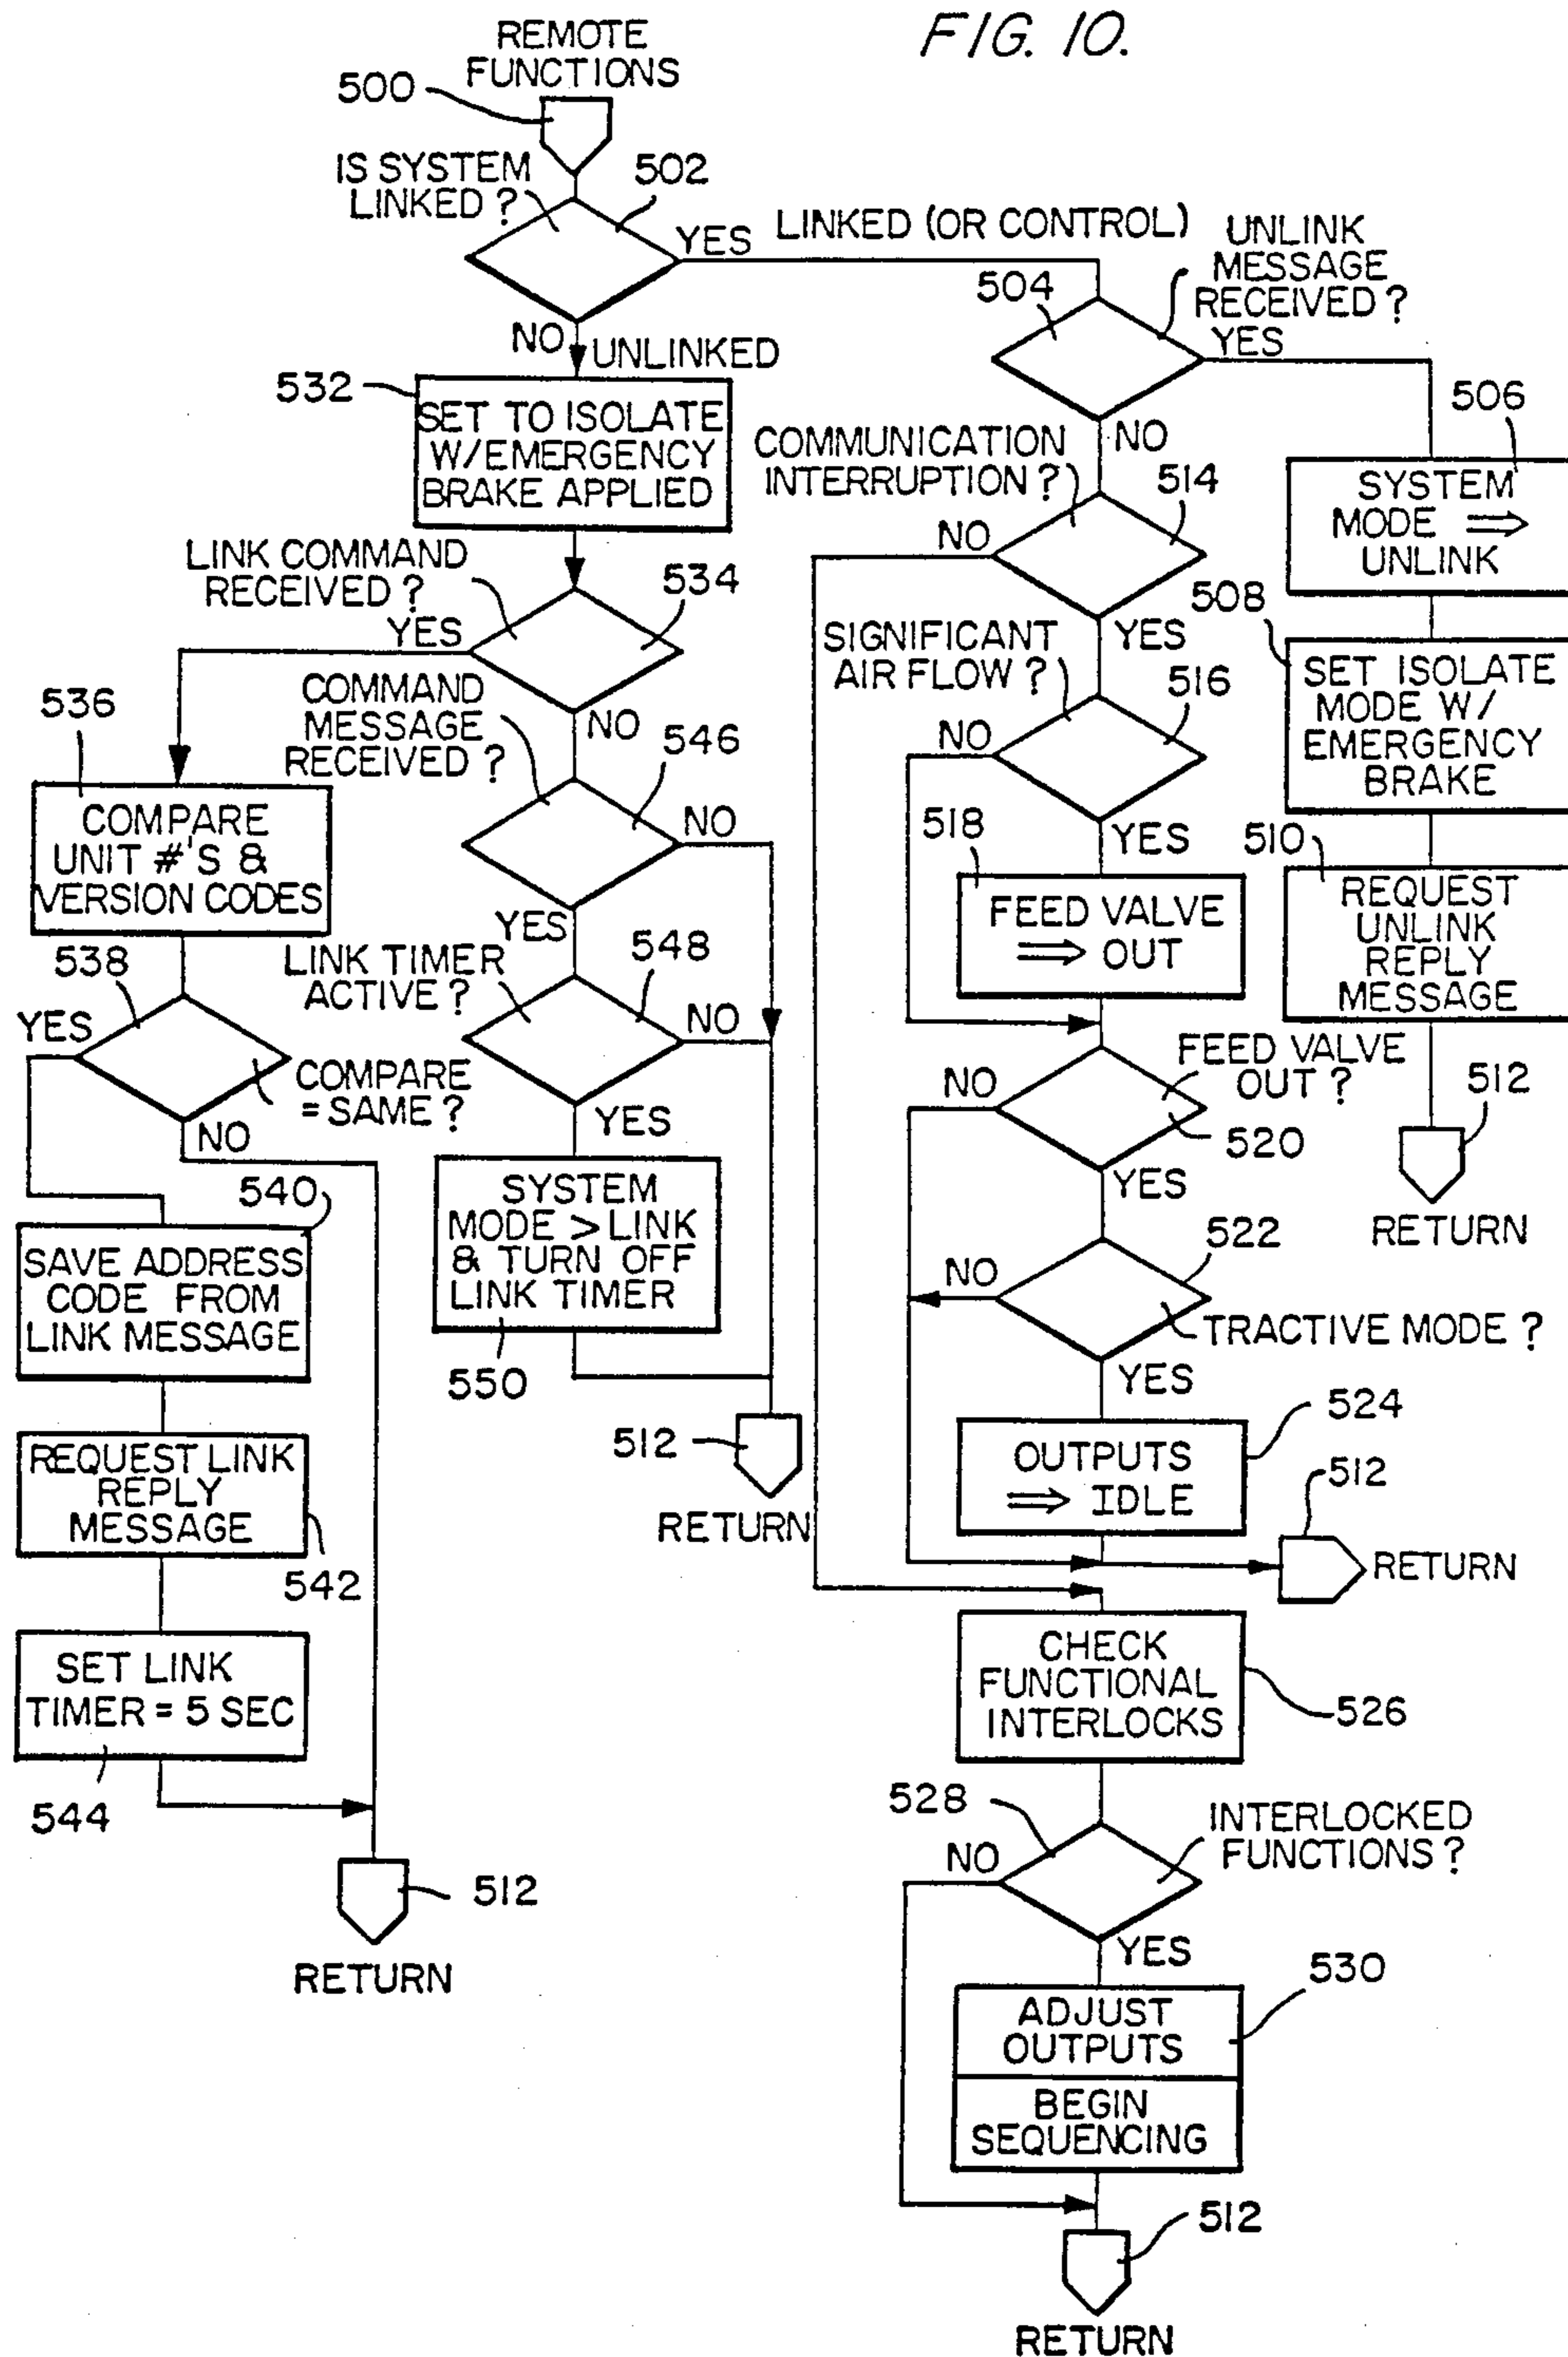 FIG. 10.
REMOTE
FUNCTIONS
500
IS SYSTEM
LINKED ?
502
YES
LINKED (OR CONTROL)
NO
UNLINKED
504
UNLINK
MESSAGE
RECEIVED ?
YES
NO
506
SYSTEM
MODE ⇒
UNLINK
508
SET ISOLATE
MODE W/
EMERGENCY
BRAKE
510
REQUEST
UNLINK
REPLY
MESSAGE
512
RETURN
532
SET TO ISOLATE
W/EMERGENCY
BRAKE APPLIED
LINK COMMAND
RECEIVED ?
534
YES
NO
536
COMPARE
UNIT #'S &
VERSION CODES
538
YES
COMPARE
= SAME ?
NO
540
SAVE ADDRESS
CODE FROM
LINK MESSAGE
REQUEST LINK
REPLY
MESSAGE
542
SET LINK
TIMER = 5 SEC
544
512
RETURN
COMMAND
MESSAGE
RECEIVED ?
546
NO
YES
LINK TIMER
ACTIVE ?
548
NO
YES
SYSTEM
MODE > LINK
& TURN OFF
LINK TIMER
550
512
RETURN
COMMUNICATION
INTERRUPTION ?
514
NO
YES
SIGNIFICANT
AIR FLOW ?
516
NO
YES
518
FEED VALVE
⇒ OUT
FEED VALVE
OUT ?
NO
520
YES
522
NO
TRACTIVE MODE ?
YES
524
OUTPUTS
⇒ IDLE
512
RETURN
CHECK
FUNCTIONAL
INTERLOCKS
526
528
INTERLOCKED
FUNCTIONS ?
NO
YES
530
ADJUST
OUTPUTS
BEGIN
SEQUENCING
512
RETURN